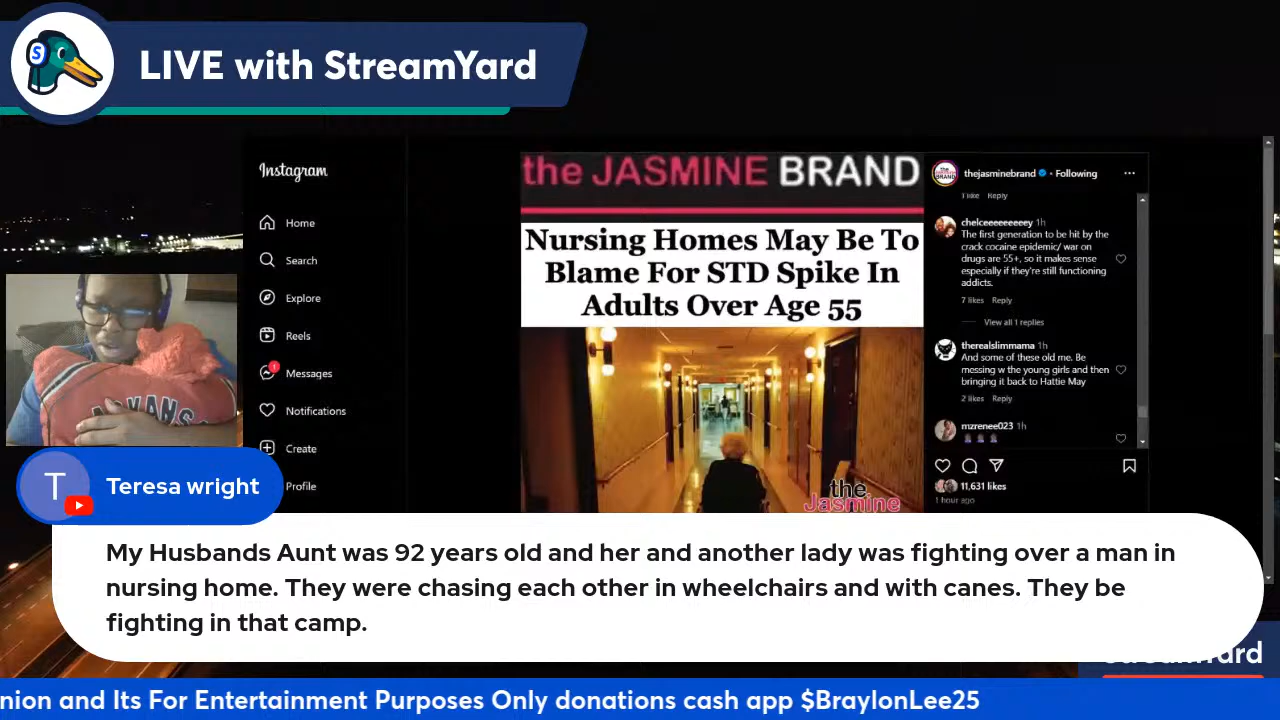 S
LIVE with StreamYard
Instagram
Home
Search
Explore
Reels
Messages
Notifications
Create
Profile
the JASMINE BRAND
Nursing Homes May Be To
Blame For STD Spike In
Adults Over Age 55
the
Jasmine
thejasminebrand • Following
1 like Reply
chelceeeeeeeeey 1h
The first generation to be hit by the
crack cocaine epidemic/ war on
drugs are 55+, so it makes sense
especially if they're still functioning
addicts.
7 likes Reply
View all 1 replies
therealslimmama 1h
And some of these old me. Be
messing w the young girls and then
bringing it back to Hattie May
2 likes Reply
mzrenee023 1h
11,631 likes
1 hour ago
T
Teresa wright
My Husbands Aunt was 92 years old and her and another lady was fighting over a man in
nursing home. They were chasing each other in wheelchairs and with canes. They be
fighting in that camp.
StreamYard
nion and Its For Entertainment Purposes Only donations cash app $BraylonLee25